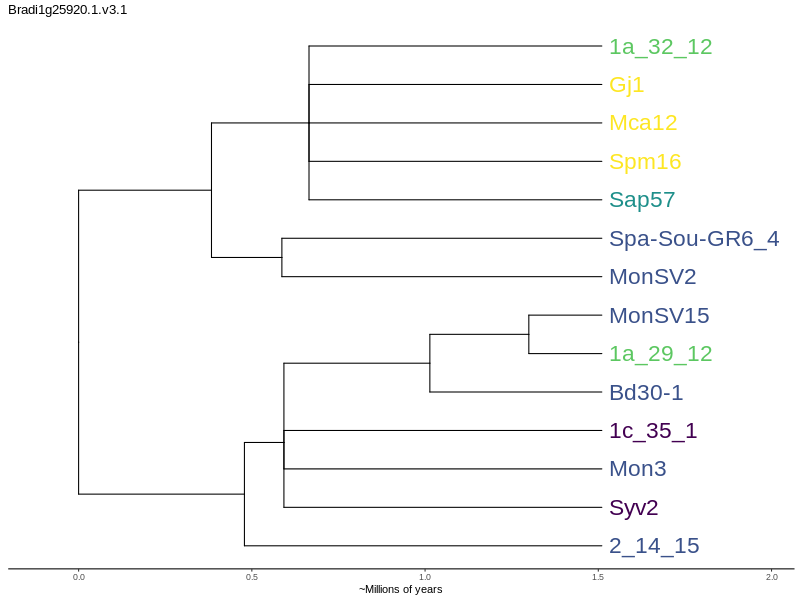 Bradi1g25920.1.v3.1
1a_32_12
Gj1
Mca12
Spm16
Sap57
Spa-Sou-GR6_4
MonSV2
MonSV15
1a_29_12
Bd30-1
1c_35_1
Mon3
Syv2
2_14_15
0.0 0.5 1.0 1.5 2.0
~Millions of years